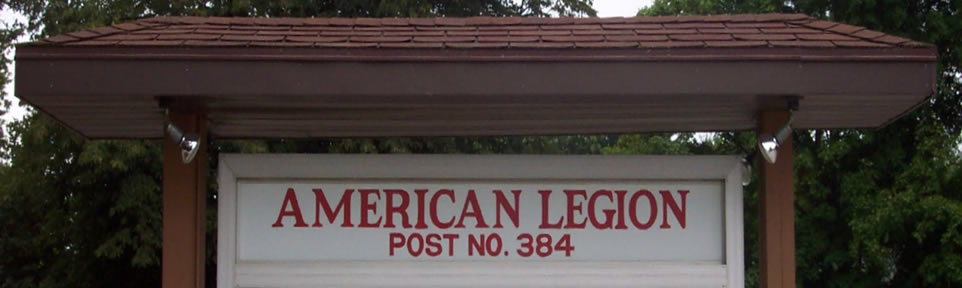 AMERICAN LEGION
POST NO. 384